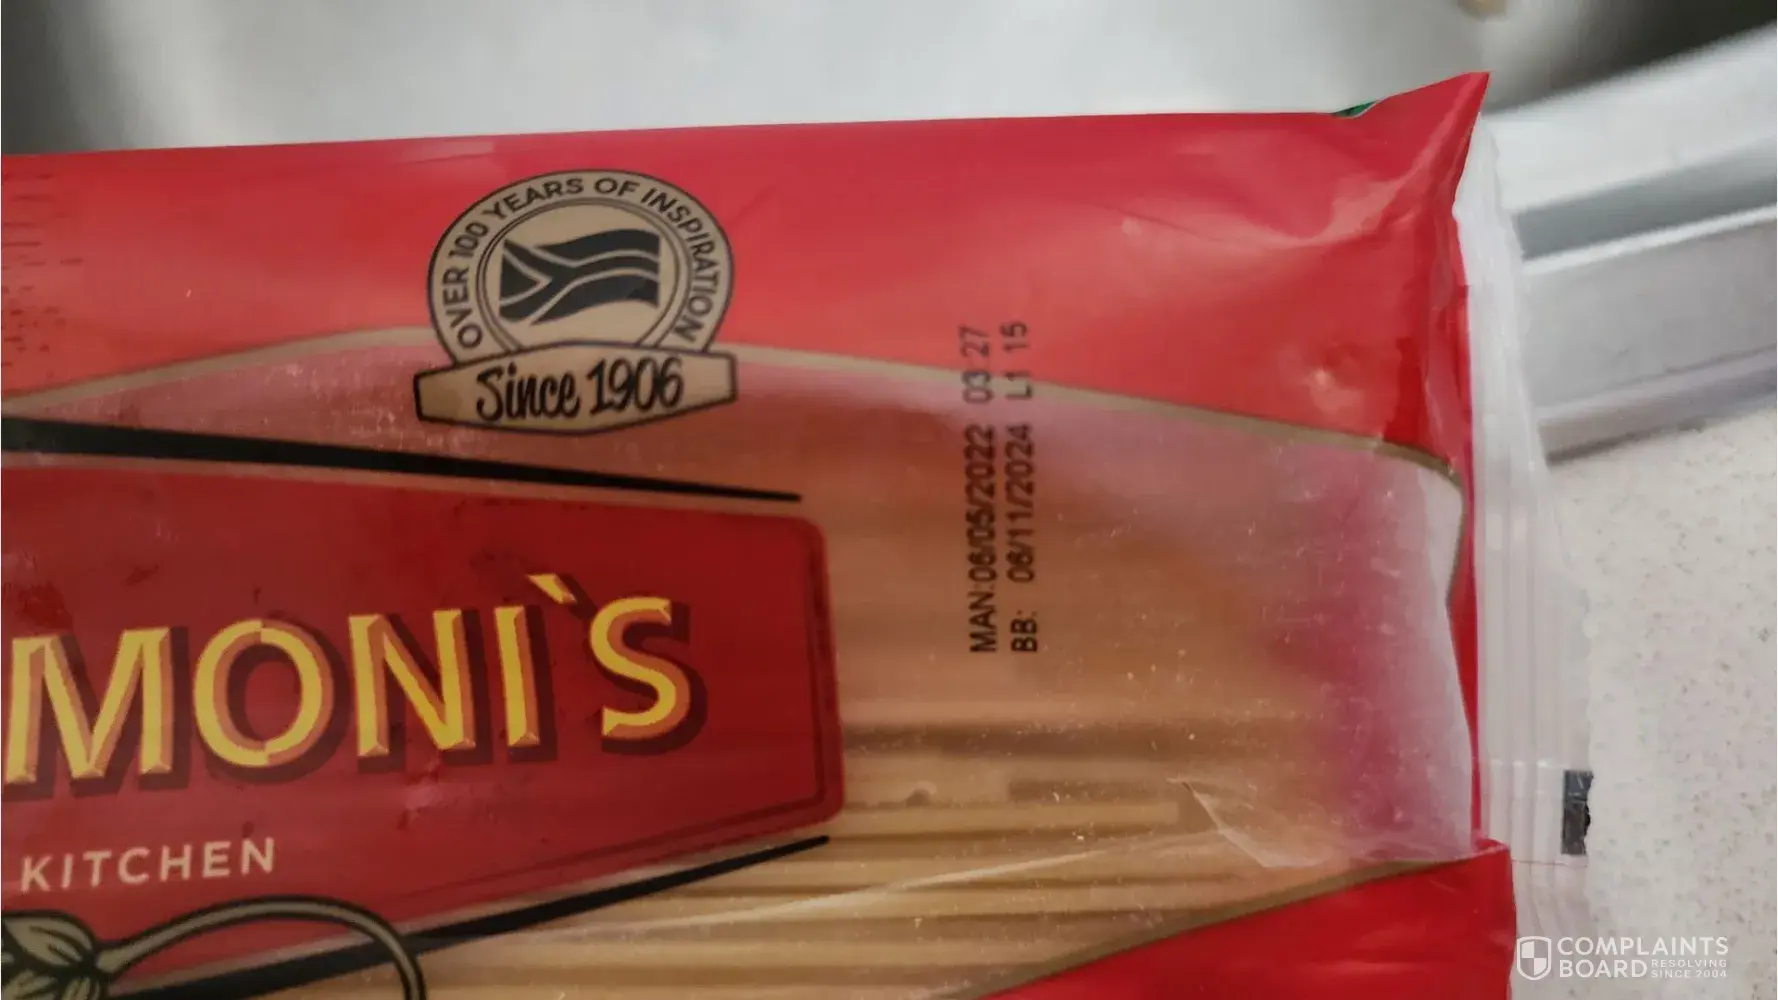 OVER 100 YEARS OF INSPIRATION
Since 1906
MONI`S
KITCHEN
MAN:06/05/2022 03 27
BB: 06/11/2024 L1 15
COMPLAINTS
BOARD RESOLVING
SINCE 2004